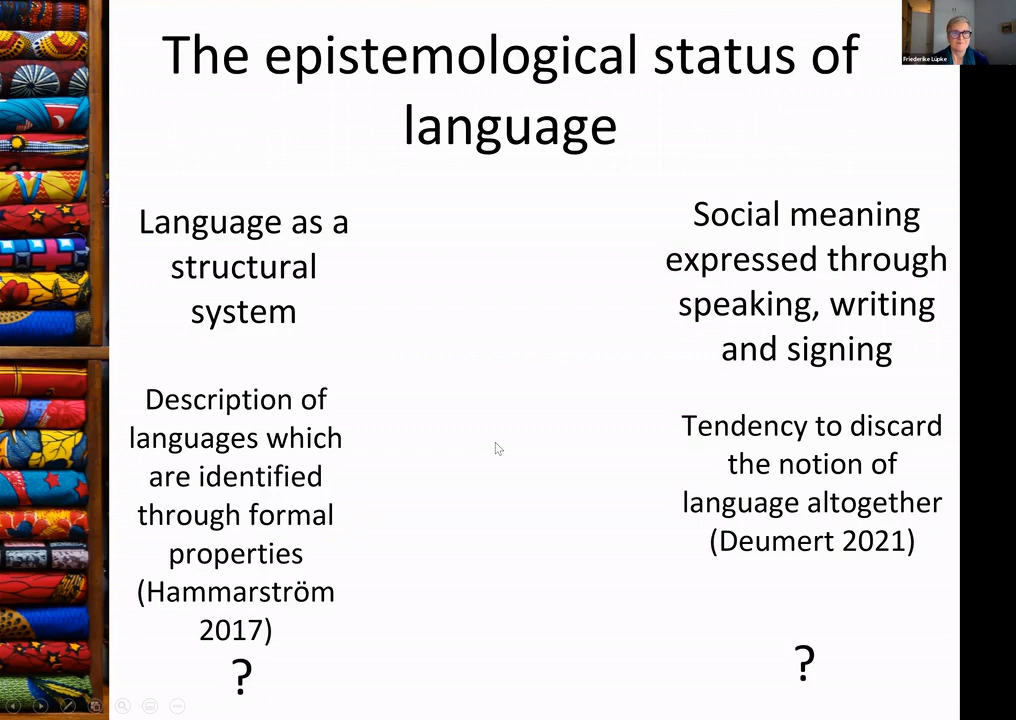 The epistemological status of
language
Friederike Lüpke
Language as a
structural
system
Description of
languages which
are identified
through formal
properties
(Hammarström
2017)
?
Social meaning
expressed through
speaking, writing
and signing
Tendency to discard
the notion of
language altogether
(Deumert 2021)
?